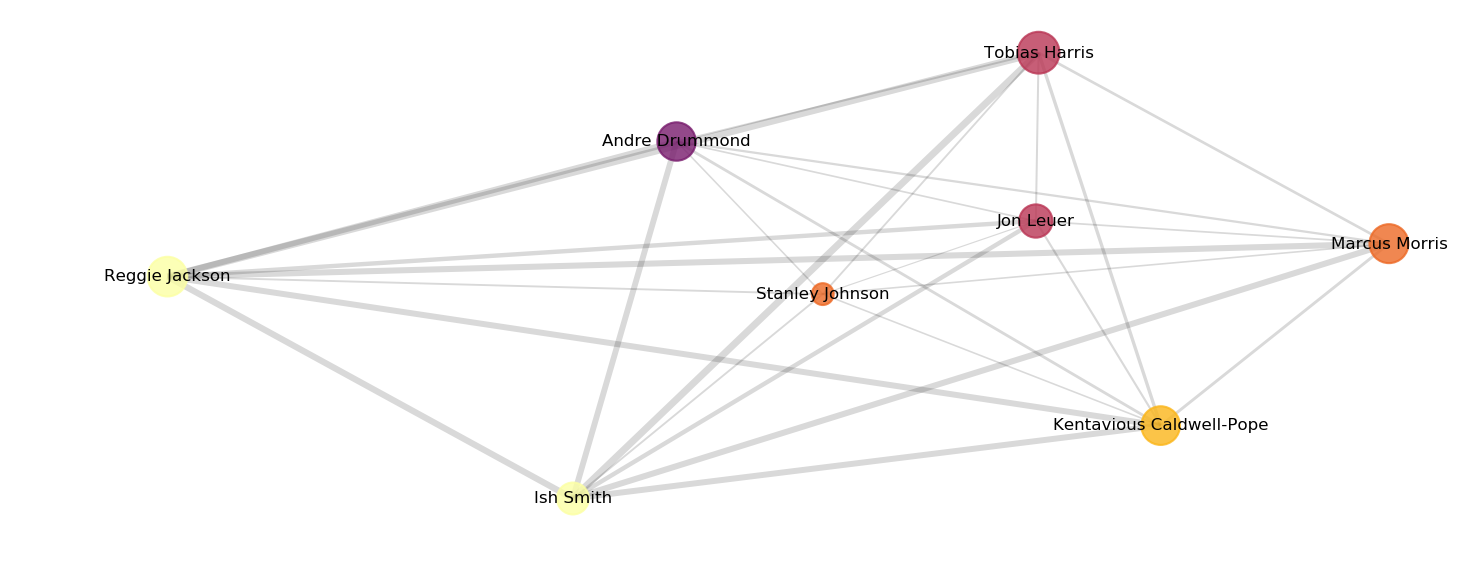 Tobias Harris
Andre Drummond
Jon Leuer
Marcus Morris
Reggie Jackson
Stanley Johnson
Kentavious Caldwell-Pope
Ish Smith